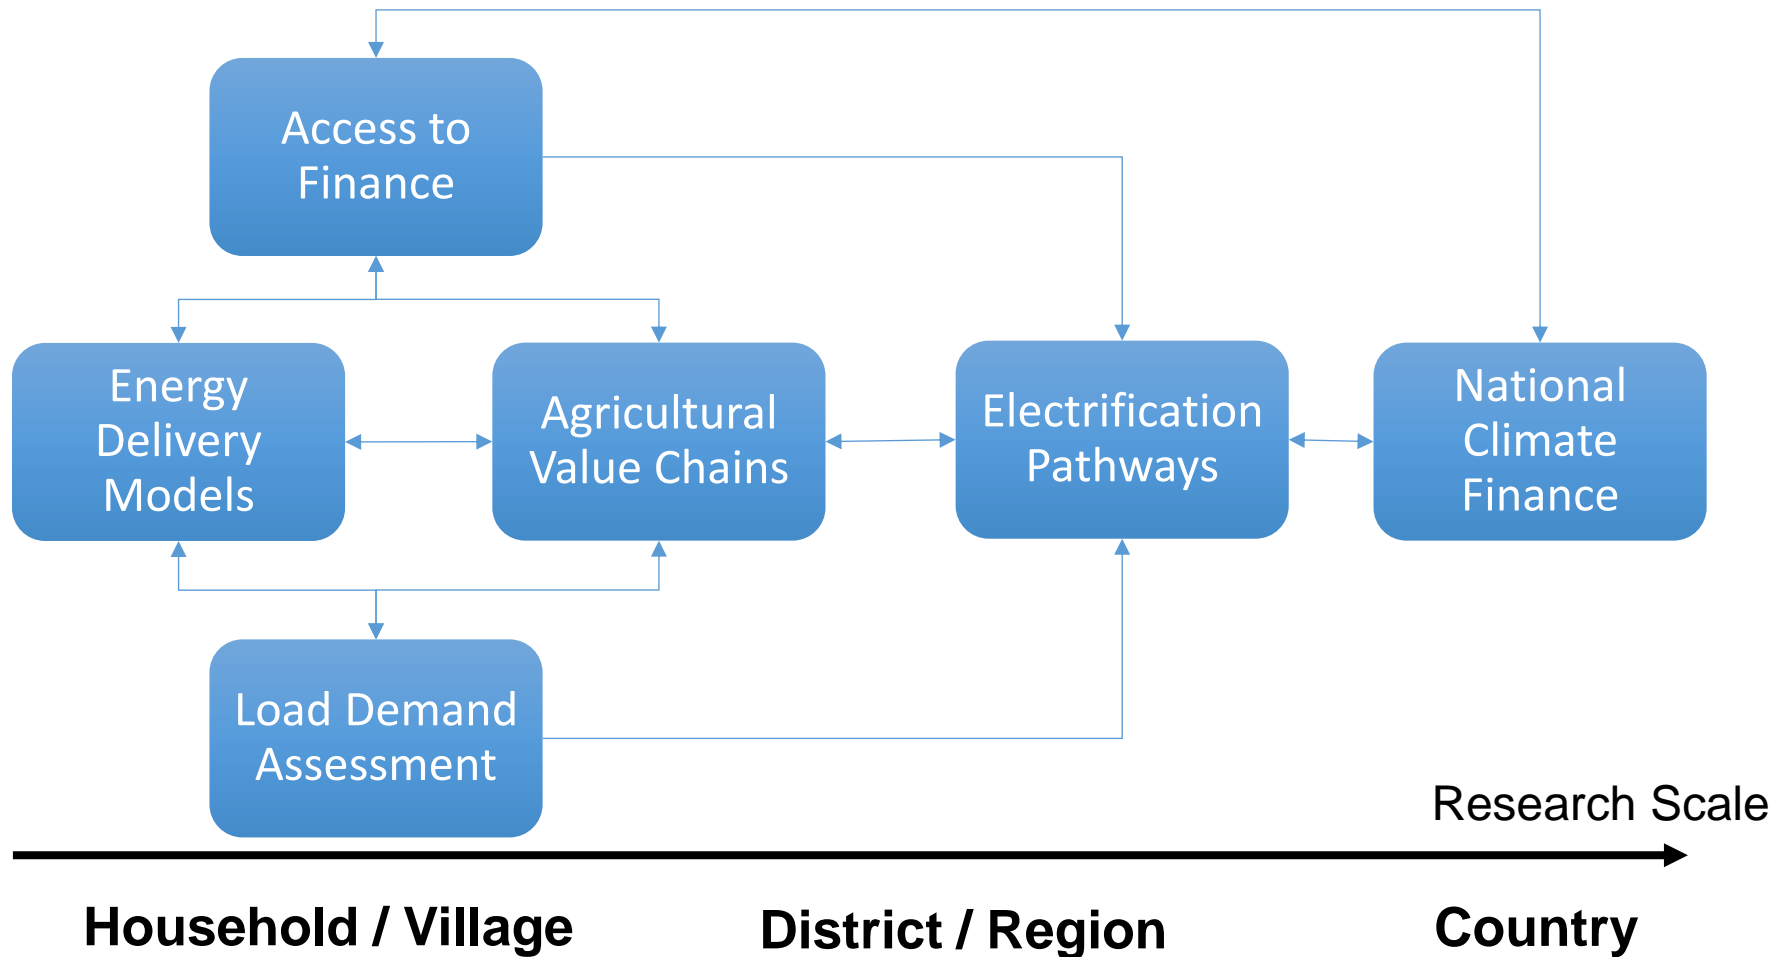 Access to
Finance
Energy
Delivery
Models
Agricultural
Value Chains
Electrification
Pathways
National
Climate
Finance
Load Demand
Assessment
Research Scale
Household / Village
District / Region
Country